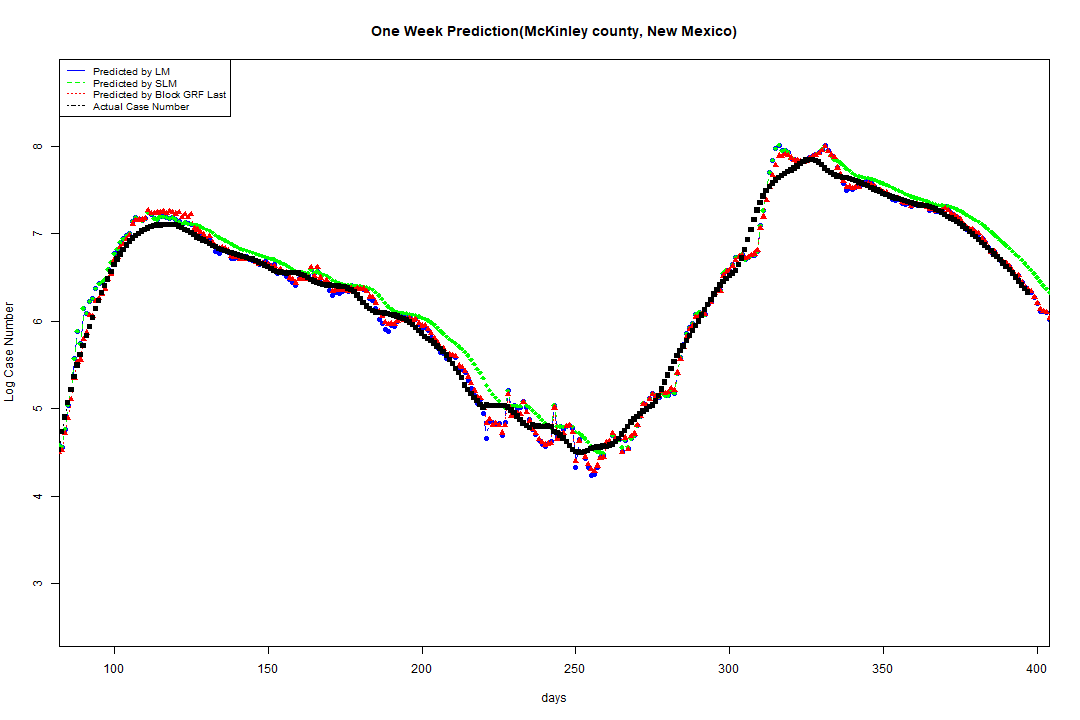 One Week Prediction(McKinley county, New Mexico)
Predicted by LM
Predicted by SLM
Predicted by Block GRF Last
Actual Case Number
8
7
6
5
4
3
Log Case Number
100 150 200 250 300 350 400
days